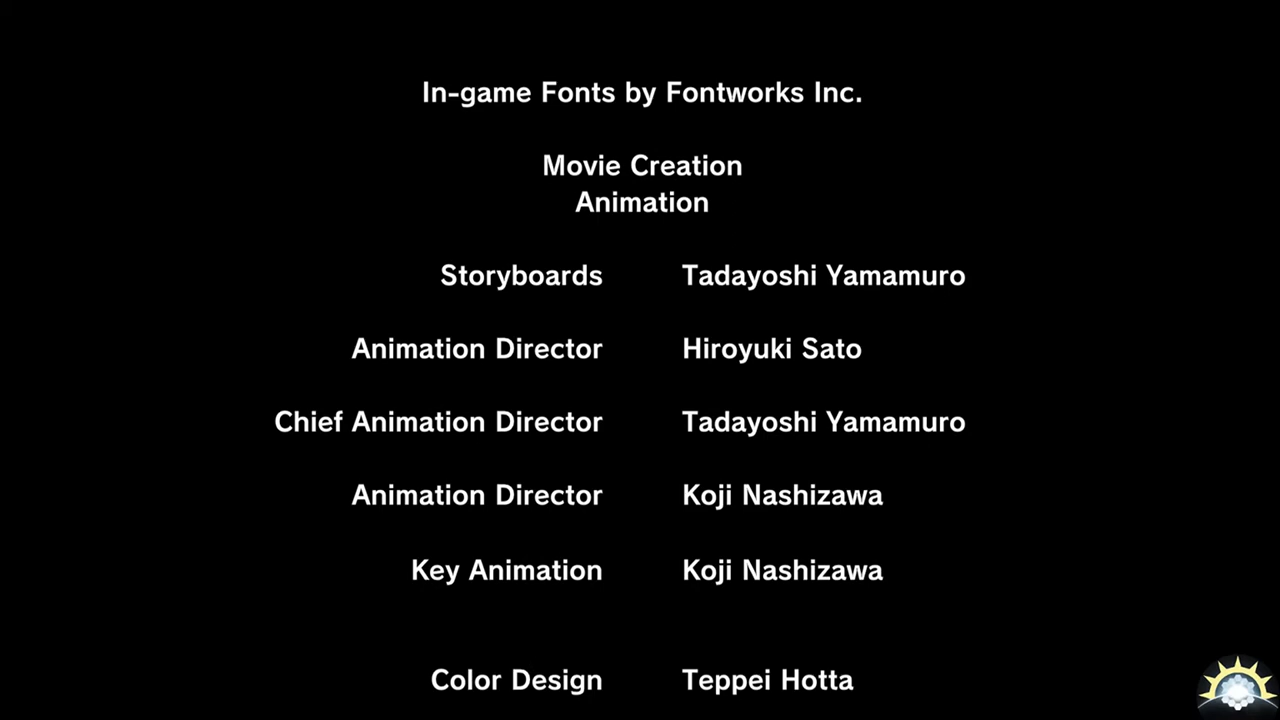 In-game Fonts by Fontworks Inc.
Movie Creation
Animation
Storyboards Tadayoshi Yamamuro
Animation Director Hiroyuki Sato
Chief Animation Director Tadayoshi Yamamuro
Animation Director Koji Nashizawa
Key Animation Koji Nashizawa
Color Design Teppei Hotta